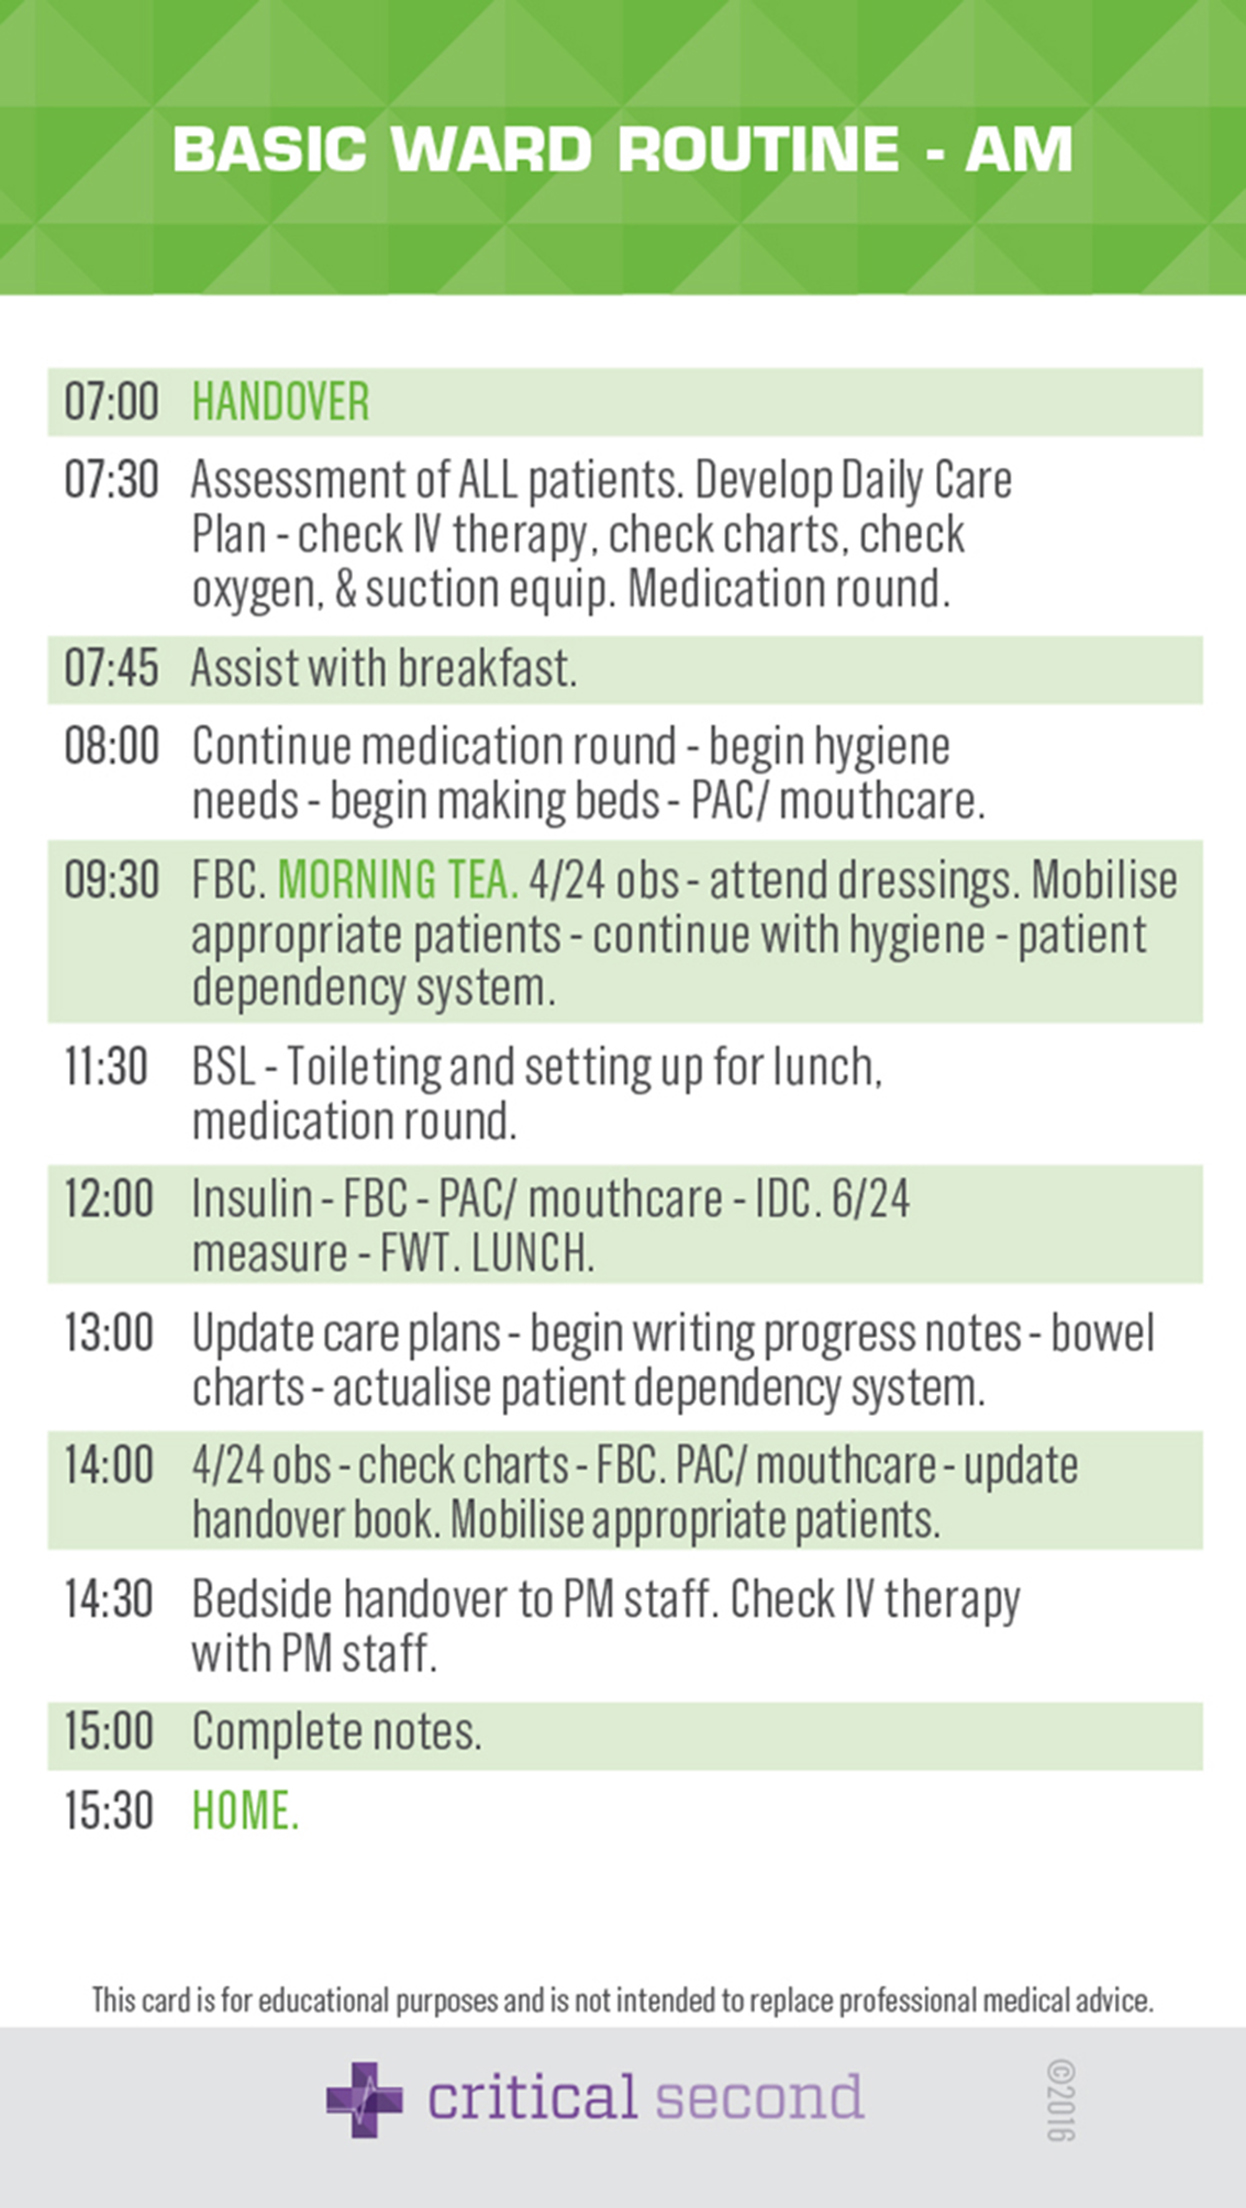 BASIC WARD ROUTINE - AM
07:00 HANDOVER
07:30 Assessment of ALL patients. Develop Daily Care
Plan - check IV therapy, check charts, check
oxygen, & suction equip. Medication round.
07:45 Assist with breakfast.
08:00 Continue medication round - begin hygiene
needs - begin making beds - PAC/ mouthcare.
09:30 FBC. MORNING TEA. 4/24 obs - attend dressings. Mobilise
appropriate patients - continue with hygiene - patient
dependency system.
11:30 BSL - Toileting and setting up for lunch,
medication round.
12:00 Insulin - FBC - PAC/ mouthcare - IDC. 6/24
measure - FWT. LUNCH.
13:00 Update care plans - begin writing progress notes - bowel
charts - actualise patient dependency system.
14:00 4/24 obs - check charts - FBC. PAC/ mouthcare - update
handover book. Mobilise appropriate patients.
14:30 Bedside handover to PM staff. Check IV therapy
with PM staff.
15:00 Complete notes.
15:30 HOME.
This card is for educational purposes and is not intended to replace professional medical advice.
critical second
©2016